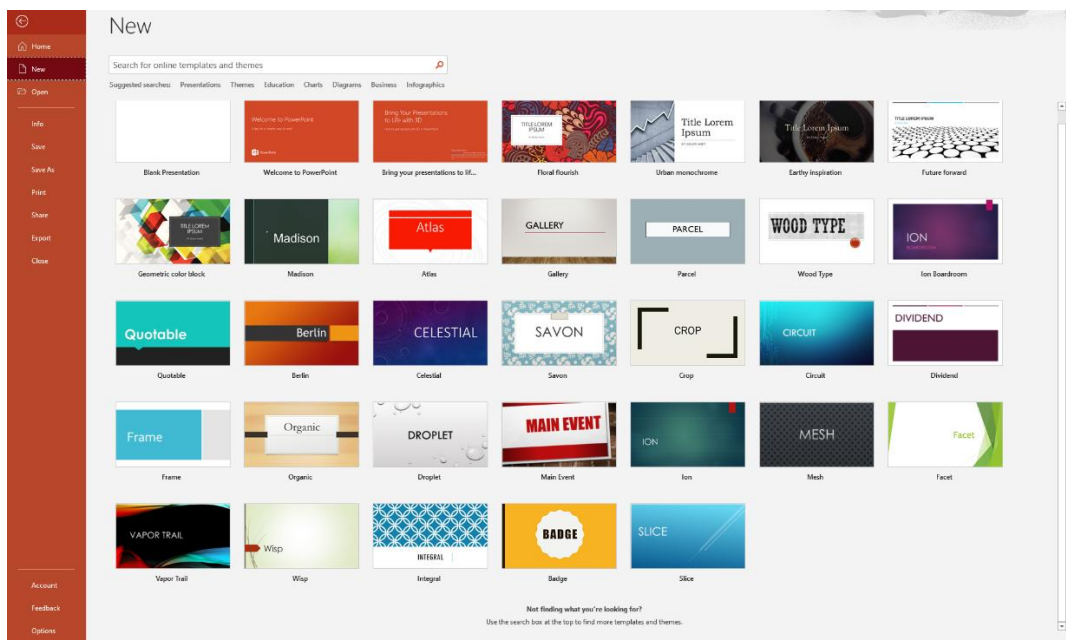 New
Home
New
Open
Info
Save
Save As
Print
Share
Export
Close
Account
Feedback
Options
Search for online templates and themes
Suggested searches: Presentations Themes Education Charts Diagrams Business Infographics
Welcome to PowerPoint
PowerPoint
Bring Your Presentations
to Life with 3D
TITLE LOREM
IPSUM
Title Lorem
Ipsum
Title Lorem Ipsum
TITLE LOREM IPSUM
Blank Presentation
Welcome to PowerPoint
Bring your presentations to lif...
Floral flourish
Urban monochrome
Earthy inspiration
Future forward
TITLE LOREM
IPSUM
Madison
Atlas
GALLERY
PARCEL
WOOD TYPE
ION
BOARDROOM
Geometric color block
Madison
Atlas
Gallery
Parcel
Wood Type
Ion Boardroom
Quotable
Berlin
CELESTIAL
SAVON
CROP
CIRCUIT
DIVIDEND
Quotable
Berlin
Celestial
Savon
Crop
Circuit
Dividend
Frame
Organic
DROPLET
MAIN EVENT
ION
MESH
Facet
Frame
Organic
Droplet
Main Event
Ion
Mesh
Facet
VAPOR TRAIL
Wisp
INTEGRAL
BADGE
SLICE
Vapor Trail
Wisp
Integral
Badge
Slice
Not finding what you're looking for?
Use the search box at the top to find more templates and themes.